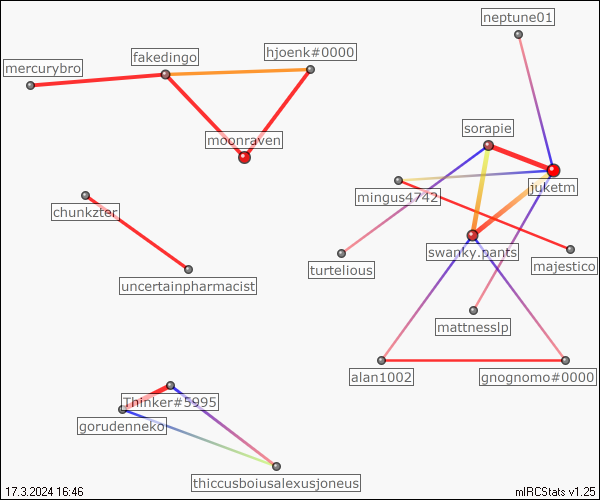 neptune01
hjoenk#0000
fakedingo
mercurybro
sorapie
moonraven
juketm
mingus4742
chunkzter
swanky.pants
majestico
turtelious
uncertainpharmacist
mattnesslp
alan1002
gnognomo#0000
Thinker#5995
gorudenneko
thiccusboiusalexusjoneus
17.3.2024 16:46
mIRCStats v1.25